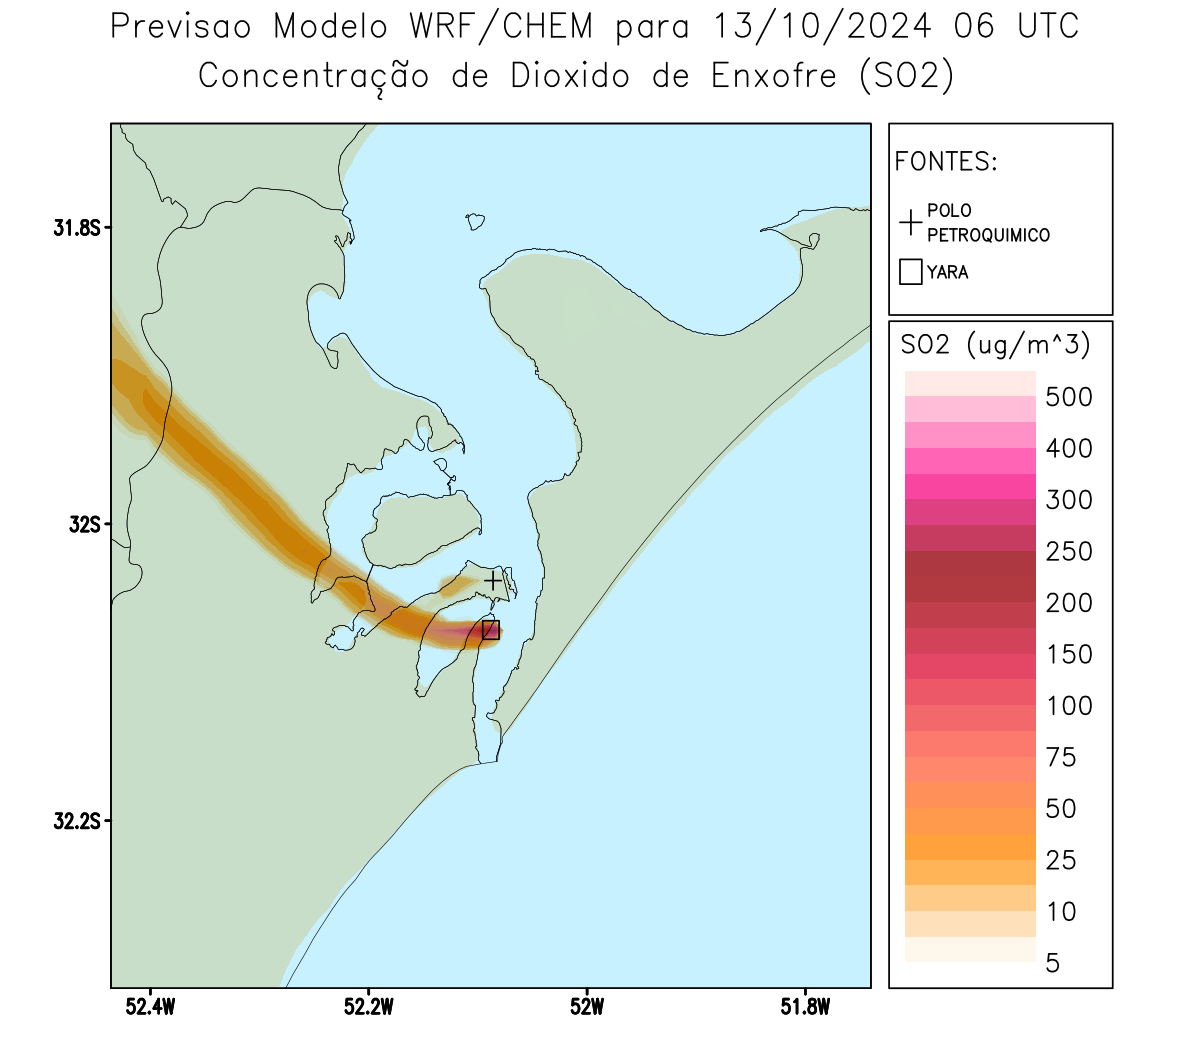 Previsao Modelo WRF/CHEM para 13/10/2024 06 UTC
Concentração de Dioxido de Enxofre (SO2)
FONTES:
POLO
PETROQUIMICO
YARA
31.8S
32S
32.2S
52.4W
52.2W
52W
51.8W
SO2 (ug/m^3)
500
400
300
250
200
150
100
75
50
25
10
5